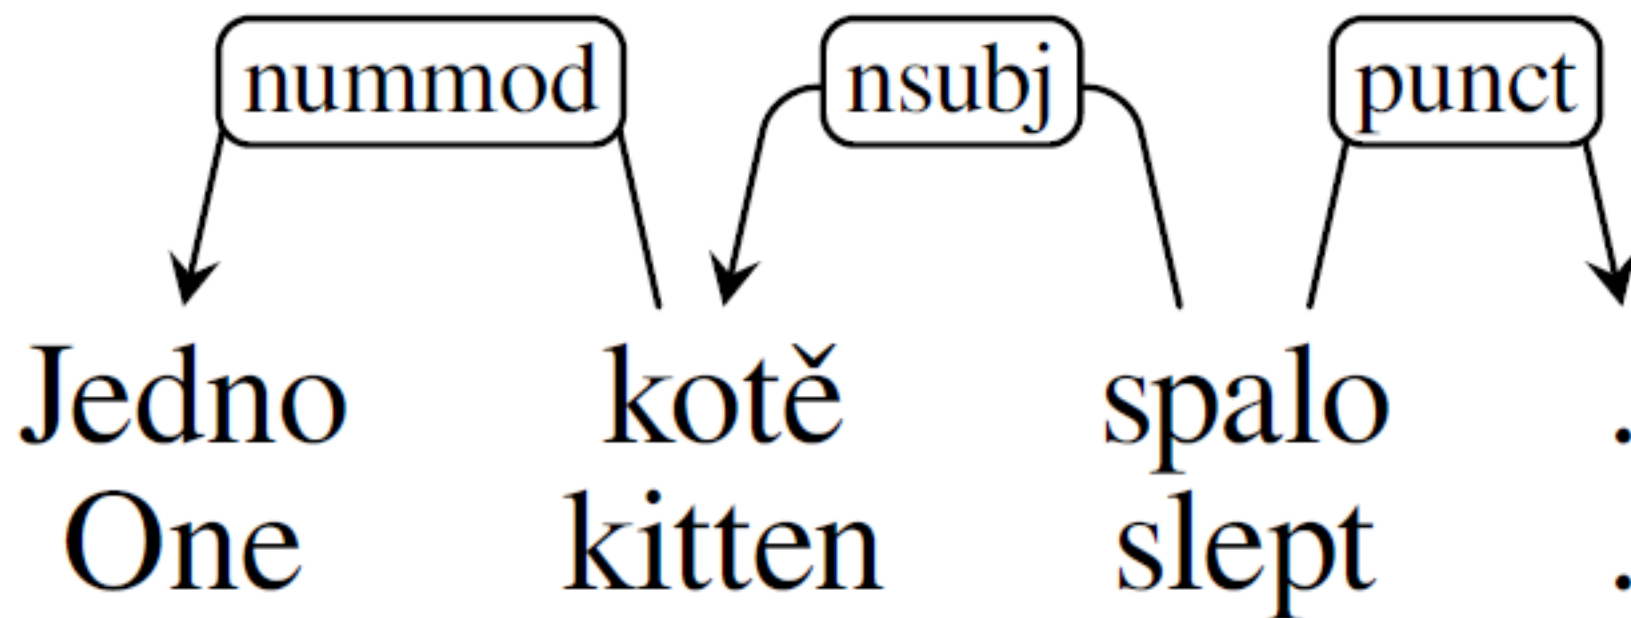 nummod nsubj punct
Jedno kotě spalo .
One kitten slept .